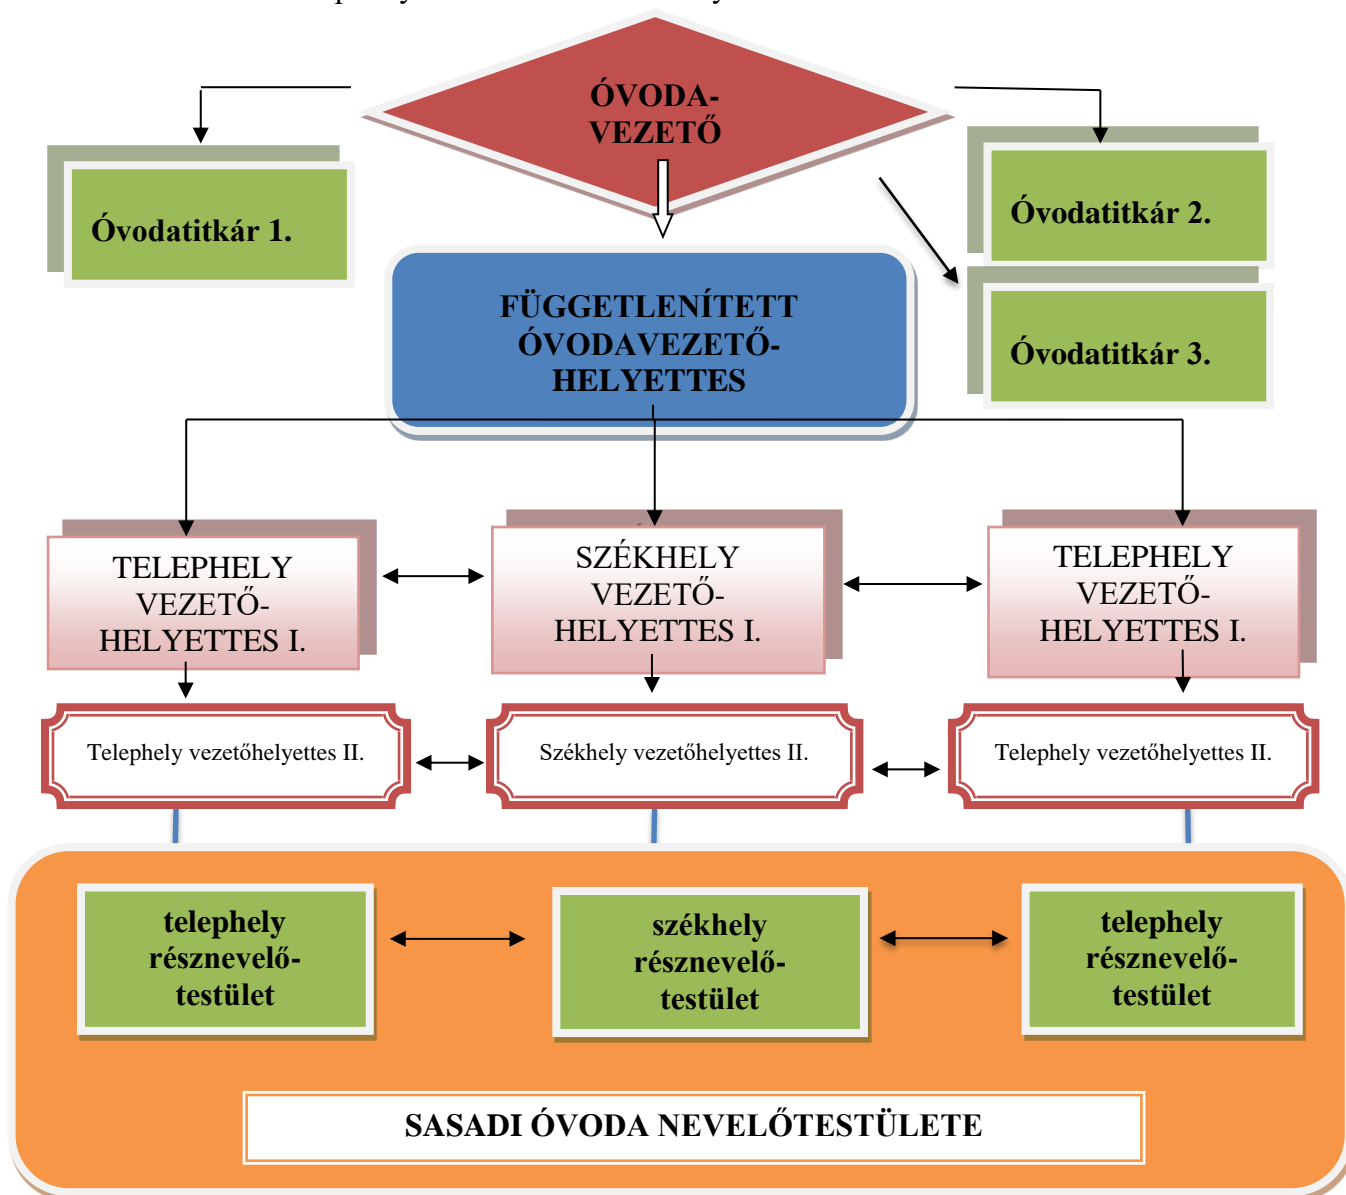 ÓVODA-
VEZETŐ
Óvodatitkár 1.
Óvodatitkár 2.
Óvodatitkár 3.
FÜGGETLENÍTETT
ÓVODAVEZETŐ-
HELYETTES
TELEPHELY
VEZETŐ-
HELYETTES I.
SZÉKHELY
VEZETŐ-
HELYETTES I.
TELEPHELY
VEZETŐ-
HELYETTES I.
Telephely vezetőhelyettes II.
Székhely vezetőhelyettes II.
Telephely vezetőhelyettes II.
telephely
résznevelő-
testület
székhely
résznevelő-
testület
telephely
résznevelő-
testület
SASADI ÓVODA NEVELŐTESTÜLETE